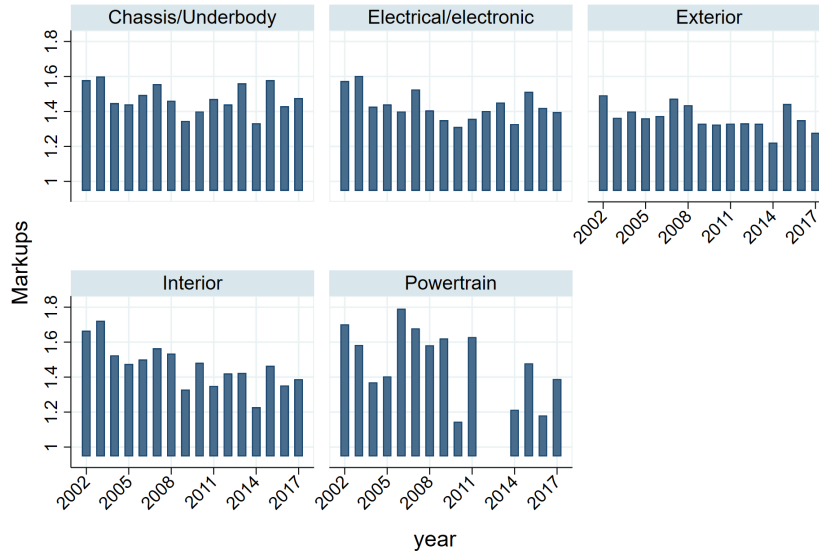 Chassis/Underbody Electrical/electronic Exterior
1.8
1.6
1.4
1.2
1
2002 2005 2008 2011 2014 2017
Markups
Interior Powertrain
1.8
1.6
1.4
1.2
1
2002 2005 2008 2011 2014 2017 2002 2005 2008 2011 2014 2017
year